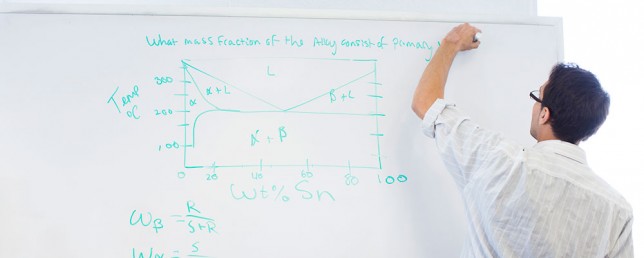 What mass fraction of the Alloy consist of primary
L
300
α
α + L
β + L
Temp
°C
200
α + β
100
0
20
40
60
80
100
Wt% Sn
Wβ = R
S+R
Wα = S